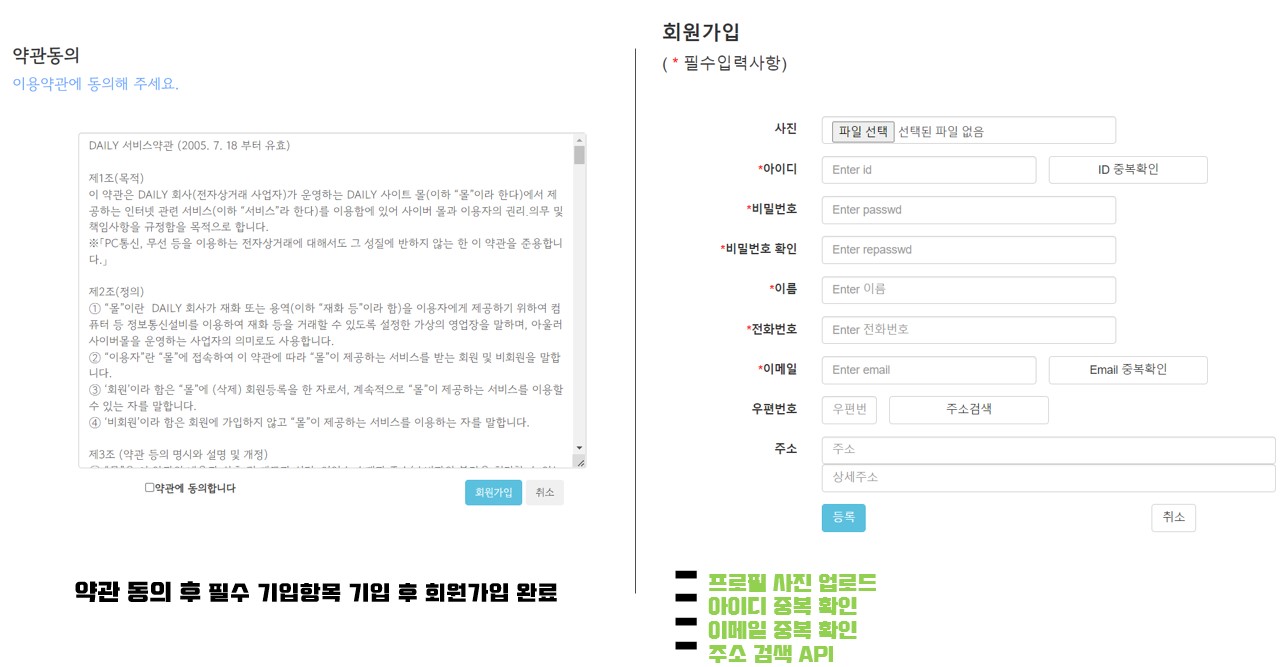 약관동의
이용약관에 동의해 주세요.
DAILY 서비스약관 (2005. 7. 18 부터 유효)
제1조(목적)
이 약관은 DAILY 회사(전자상거래 사업자)가 운영하는 DAILY 사이트 몰(이하 “몰”이라 한다)에서 제
공하는 인터넷 관련 서비스(이하 “서비스”라 한다)를 이용함에 있어 사이버 몰과 이용자의 권리.의무 및
책임사항을 규정함을 목적으로 합니다.
※「PC통신, 무선 등을 이용하는 전자상거래에 대해서도 그 성질에 반하지 않는 한 이 약관을 준용합니
다.」
제2조(정의)
① “몰”이란 DAILY 회사가 재화 또는 용역(이하 “재화 등”이라 함)을 이용자에게 제공하기 위하여 컴
퓨터 등 정보통신설비를 이용하여 재화 등을 거래할 수 있도록 설정한 가상의 영업장을 말하며, 아울러
사이버몰을 운영하는 사업자의 의미로도 사용합니다.
② “이용자”란 “몰”에 접속하여 이 약관에 따라 “몰”이 제공하는 서비스를 받는 회원 및 비회원을 말합
니다.
③ ‘회원’이라 함은 “몰”에 (삭제) 회원등록을 한 자로서, 계속적으로 “몰”이 제공하는 서비스를 이용할
수 있는 자를 말합니다.
④ ‘비회원’이라 함은 회원에 가입하지 않고 “몰”이 제공하는 서비스를 이용하는 자를 말합니다.
제3조 (약관 등의 명시와 설명 및 개정)
약관에 동의합니다
회원가입 취소
약관 동의 후 필수 기입항목 기입 후 회원가입 완료
회원가입
( * 필수입력사항)
사진 파일 선택 선택된 파일 없음
*아이디 Enter id ID 중복확인
*비밀번호 Enter passwd
*비밀번호 확인 Enter repasswd
*이름 Enter 이름
*전화번호 Enter 전화번호
*이메일 Enter email Email 중복확인
우편번호 우편번 주소검색
주소 주소
상세주소
등록 취소
프로필 사진 업로드
아이디 중복 확인
이메일 중복 확인
주소 검색 API